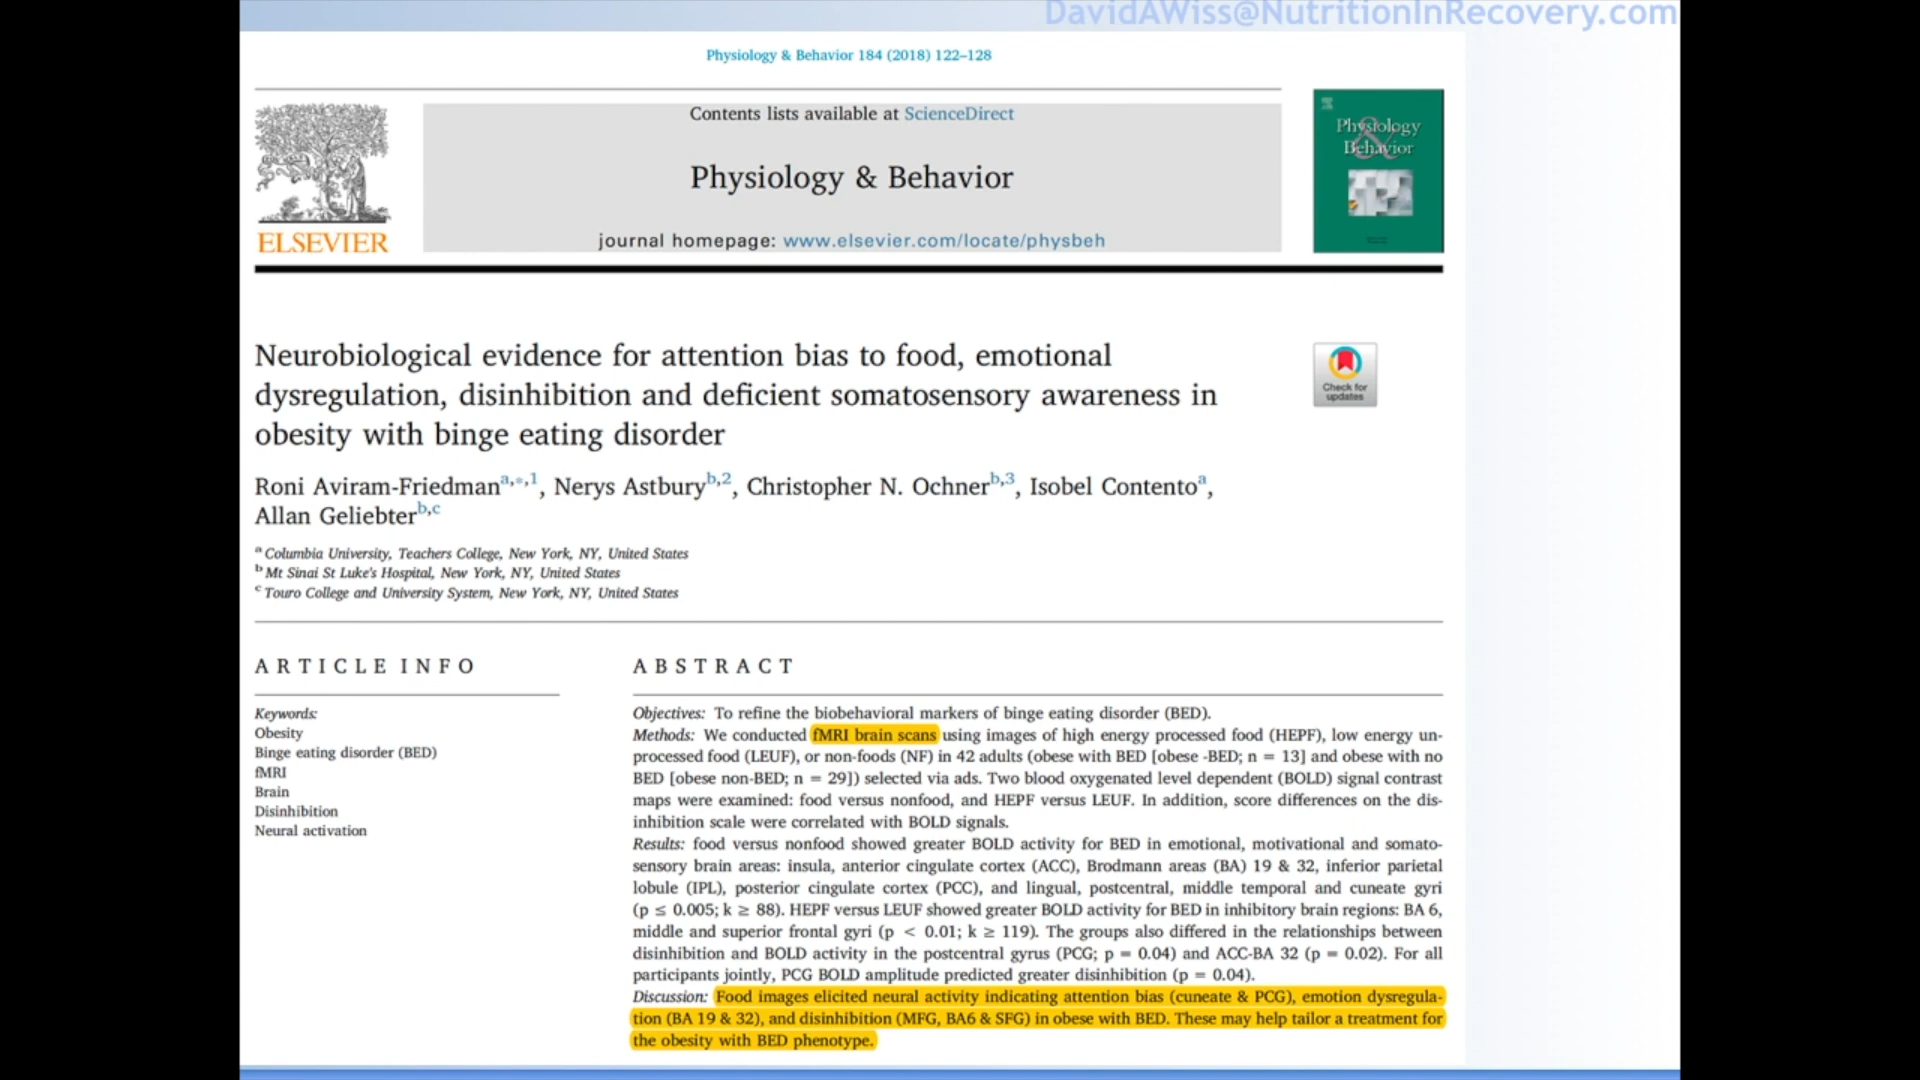 DavidAWiss@NutritionInRecovery.com
Physiology & Behavior 184 (2018) 122–128
Contents lists available at ScienceDirect
Physiology & Behavior
journal homepage: www.elsevier.com/locate/physbeh
ELSEVIER
Physiology
&
Behavior
Neurobiological evidence for attention bias to food, emotional
dysregulation, disinhibition and deficient somatosensory awareness in
obesity with binge eating disorder
Check for
updates
Roni Aviram-Friedmanᵃ,*,¹, Nerys Astburyᵇ,², Christopher N. Ochnerᵇ,³, Isobel Contentoᵃ,
Allan Geliebterᵇ,ᶜ
ᵃ Columbia University, Teachers College, New York, NY, United States
ᵇ Mt Sinai St Luke's Hospital, New York, NY, United States
ᶜ Touro College and University System, New York, NY, United States
ARTICLE INFO
Keywords:
Obesity
Binge eating disorder (BED)
fMRI
Brain
Disinhibition
Neural activation
ABSTRACT
Objectives: To refine the biobehavioral markers of binge eating disorder (BED).
Methods: We conducted fMRI brain scans using images of high energy processed food (HEPF), low energy un-
processed food (LEUF), or non-foods (NF) in 42 adults (obese with BED [obese -BED; n = 13] and obese with no
BED [obese non-BED; n = 29]) selected via ads. Two blood oxygenated level dependent (BOLD) signal contrast
maps were examined: food versus nonfood, and HEPF versus LEUF. In addition, score differences on the dis-
inhibition scale were correlated with BOLD signals.
Results: food versus nonfood showed greater BOLD activity for BED in emotional, motivational and somato-
sensory brain areas: insula, anterior cingulate cortex (ACC), Brodmann areas (BA) 19 & 32, inferior parietal
lobule (IPL), posterior cingulate cortex (PCC), and lingual, postcentral, middle temporal and cuneate gyri
(p ≤ 0.005; k ≥ 88). HEPF versus LEUF showed greater BOLD activity for BED in inhibitory brain regions: BA 6,
middle and superior frontal gyri (p < 0.01; k ≥ 119). The groups also differed in the relationships between
disinhibition and BOLD activity in the postcentral gyrus (PCG; p = 0.04) and ACC-BA 32 (p = 0.02). For all
participants jointly, PCG BOLD amplitude predicted greater disinhibition (p = 0.04).
Discussion: Food images elicited neural activity indicating attention bias (cuneate & PCG), emotion dysregula-
tion (BA 19 & 32), and disinhibition (MFG, BA6 & SFG) in obese with BED. These may help tailor a treatment for
the obesity with BED phenotype.